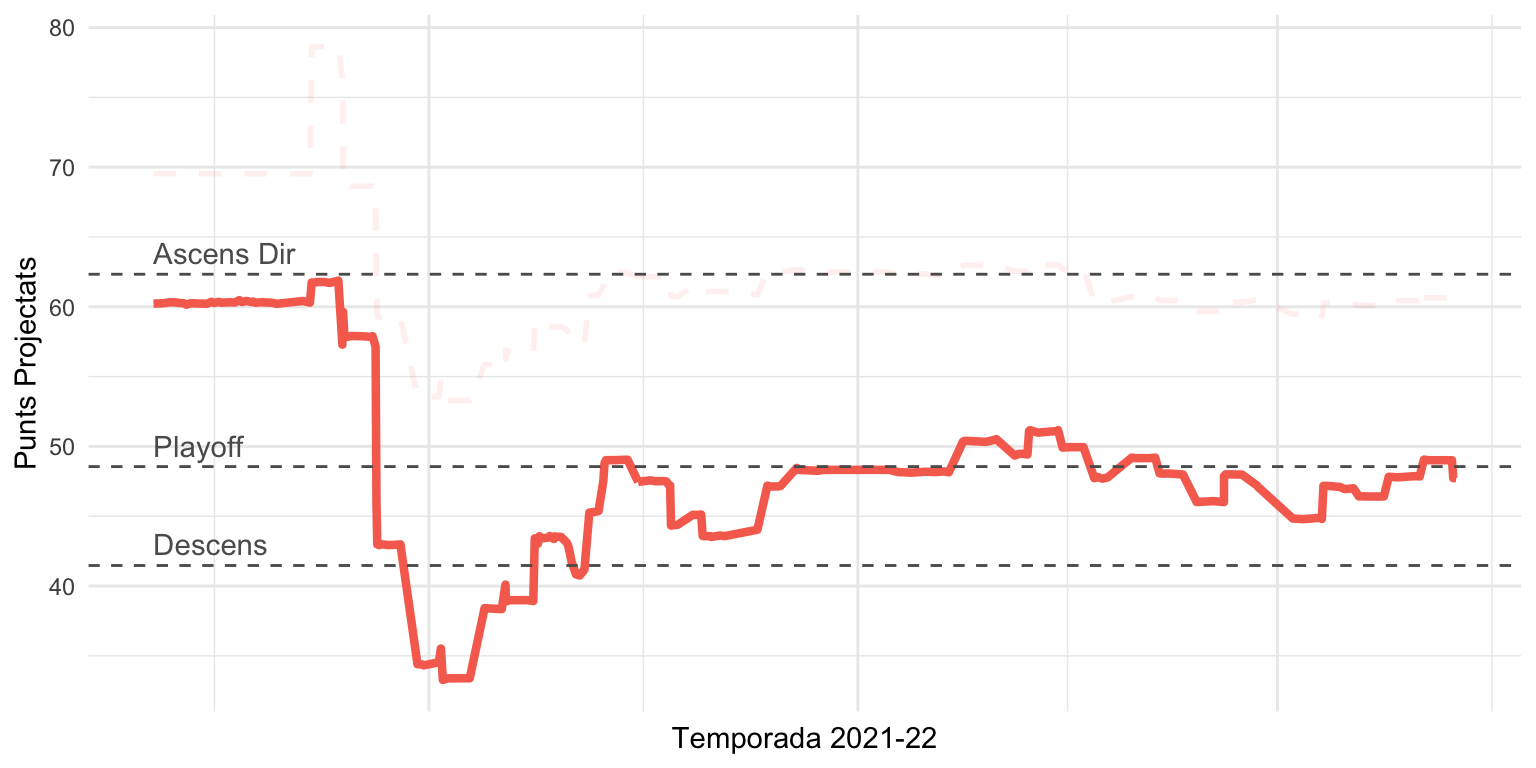 80
70
60
50
40
Punts Projectats
Ascens Dir
Playoff
Descens
Temporada 2021-22